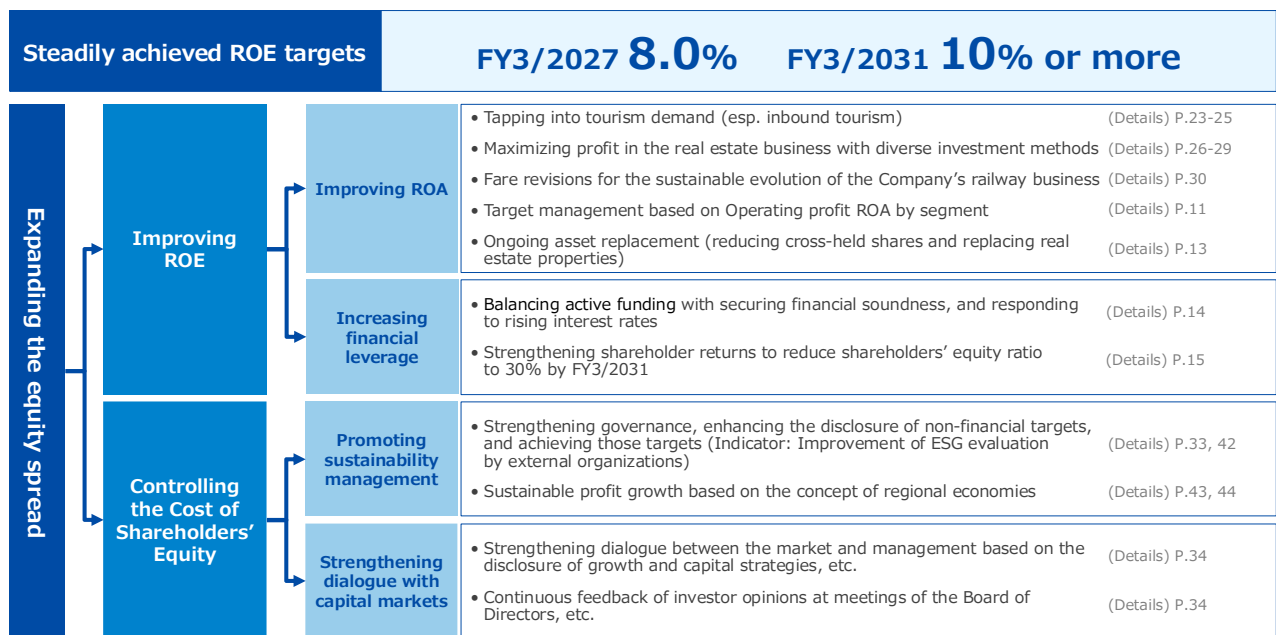 Steadily achieved ROE targets
FY3/2027 8.0% FY3/2031 10% or more
Expanding the equity spread
Improving
ROE
Improving ROA
• Tapping into tourism demand (esp. inbound tourism) (Details) P.23-25
• Maximizing profit in the real estate business with diverse investment methods (Details) P.26-29
• Fare revisions for the sustainable evolution of the Company's railway business (Details) P.30
• Target management based on Operating profit ROA by segment (Details) P.11
• Ongoing asset replacement (reducing cross-held shares and replacing real
estate properties) (Details) P.13
Increasing
financial
leverage
• Balancing active funding with securing financial soundness, and responding
to rising interest rates (Details) P.14
• Strengthening shareholder returns to reduce shareholders' equity ratio
to 30% by FY3/2031 (Details) P.15
Controlling
the Cost of
Shareholders'
Equity
Promoting
sustainability
management
• Strengthening governance, enhancing the disclosure of non-financial targets,
and achieving those targets (Indicator: Improvement of ESG evaluation
by external organizations) (Details) P.33, 42
• Sustainable profit growth based on the concept of regional economies (Details) P.43, 44
Strengthening
dialogue with
capital markets
• Strengthening dialogue between the market and management based on the
disclosure of growth and capital strategies, etc. (Details) P.34
• Continuous feedback of investor opinions at meetings of the Board of
Directors, etc. (Details) P.34